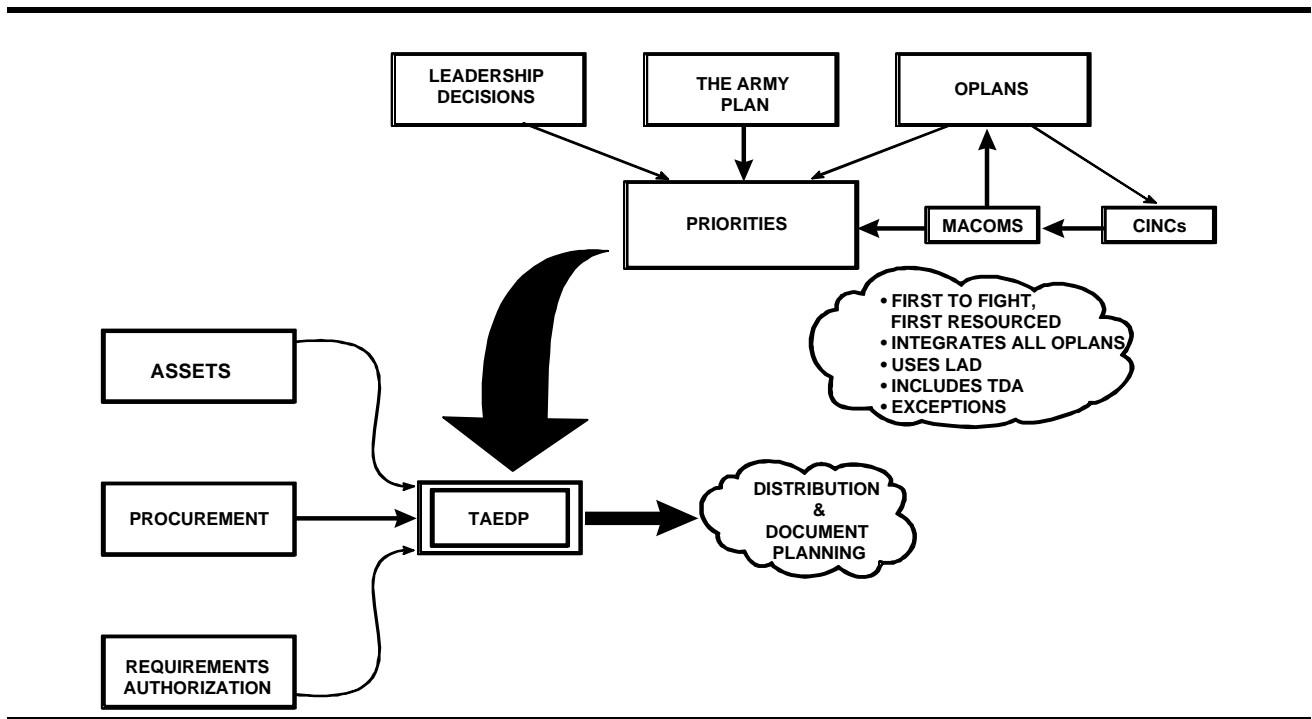 LEADERSHIP
DECISIONS
THE ARMY
PLAN
OPLANS
PRIORITIES
MACOMS
CINCs
• FIRST TO FIGHT,
FIRST RESOURCED
• INTEGRATES ALL OPLANS
• USES LAD
• INCLUDES TDA
• EXCEPTIONS
ASSETS
PROCUREMENT
TAEDP
DISTRIBUTION
&
DOCUMENT
PLANNING
REQUIREMENTS
AUTHORIZATION